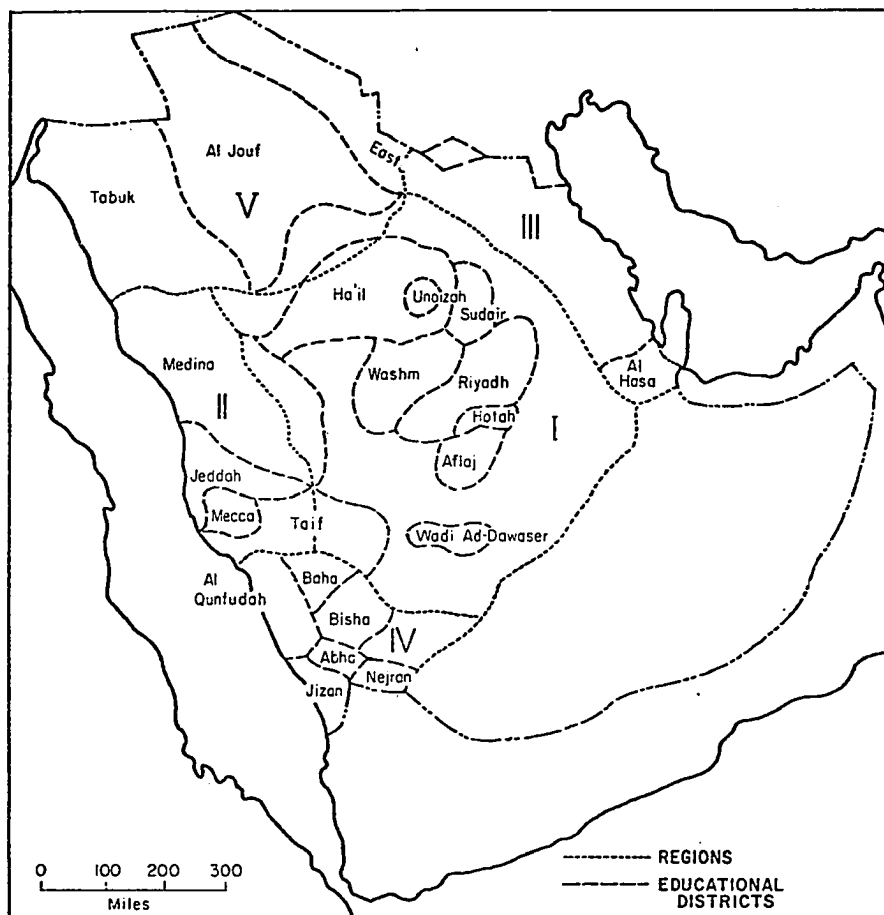 Al Jouf
East
Tabuk
V
III
Ha'il
Unaizah
Sudair
Medina
Washm
Riyadh
Al
Hasa
II
Hotah
I
Aflaj
Jeddah
Mecca
Taif
Wadi Ad-Dawaser
Baha
Al
Qunfudah
Bisha
IV
Abha
Nejran
Jizan
0 100 200 300
Miles
REGIONS
EDUCATIONAL
DISTRICTS